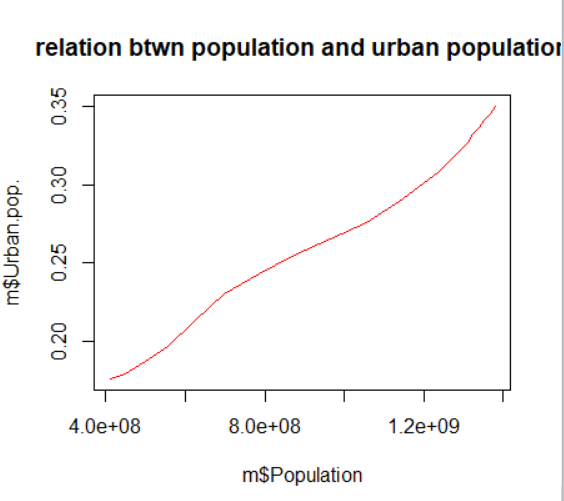 relation btwn population and urban population
0.35
0.30
0.25
0.20
m$Urban.pop.
4.0e+08 8.0e+08 1.2e+09
m$Population